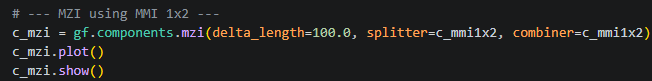 # --- MZI using MMI 1x2 ---
c_mzi = gf.components.mzi(delta_length=100.0, splitter=c_mmi1x2, combiner=c_mmi1x2)
c_mzi.plot()
c_mzi.show()